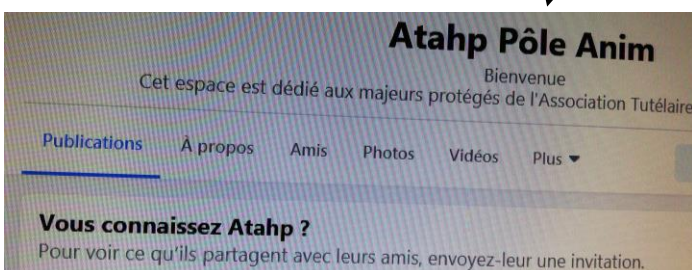 Atahp Pôle Anim
Bienvenue
Cet espace est dédié aux majeurs protégés de l'Association Tutélaire
Publications À propos Amis Photos Vidéos Plus
Vous connaissez Atahp ?
Pour voir ce qu'ils partagent avec leurs amis, envoyez-leur une invitation.